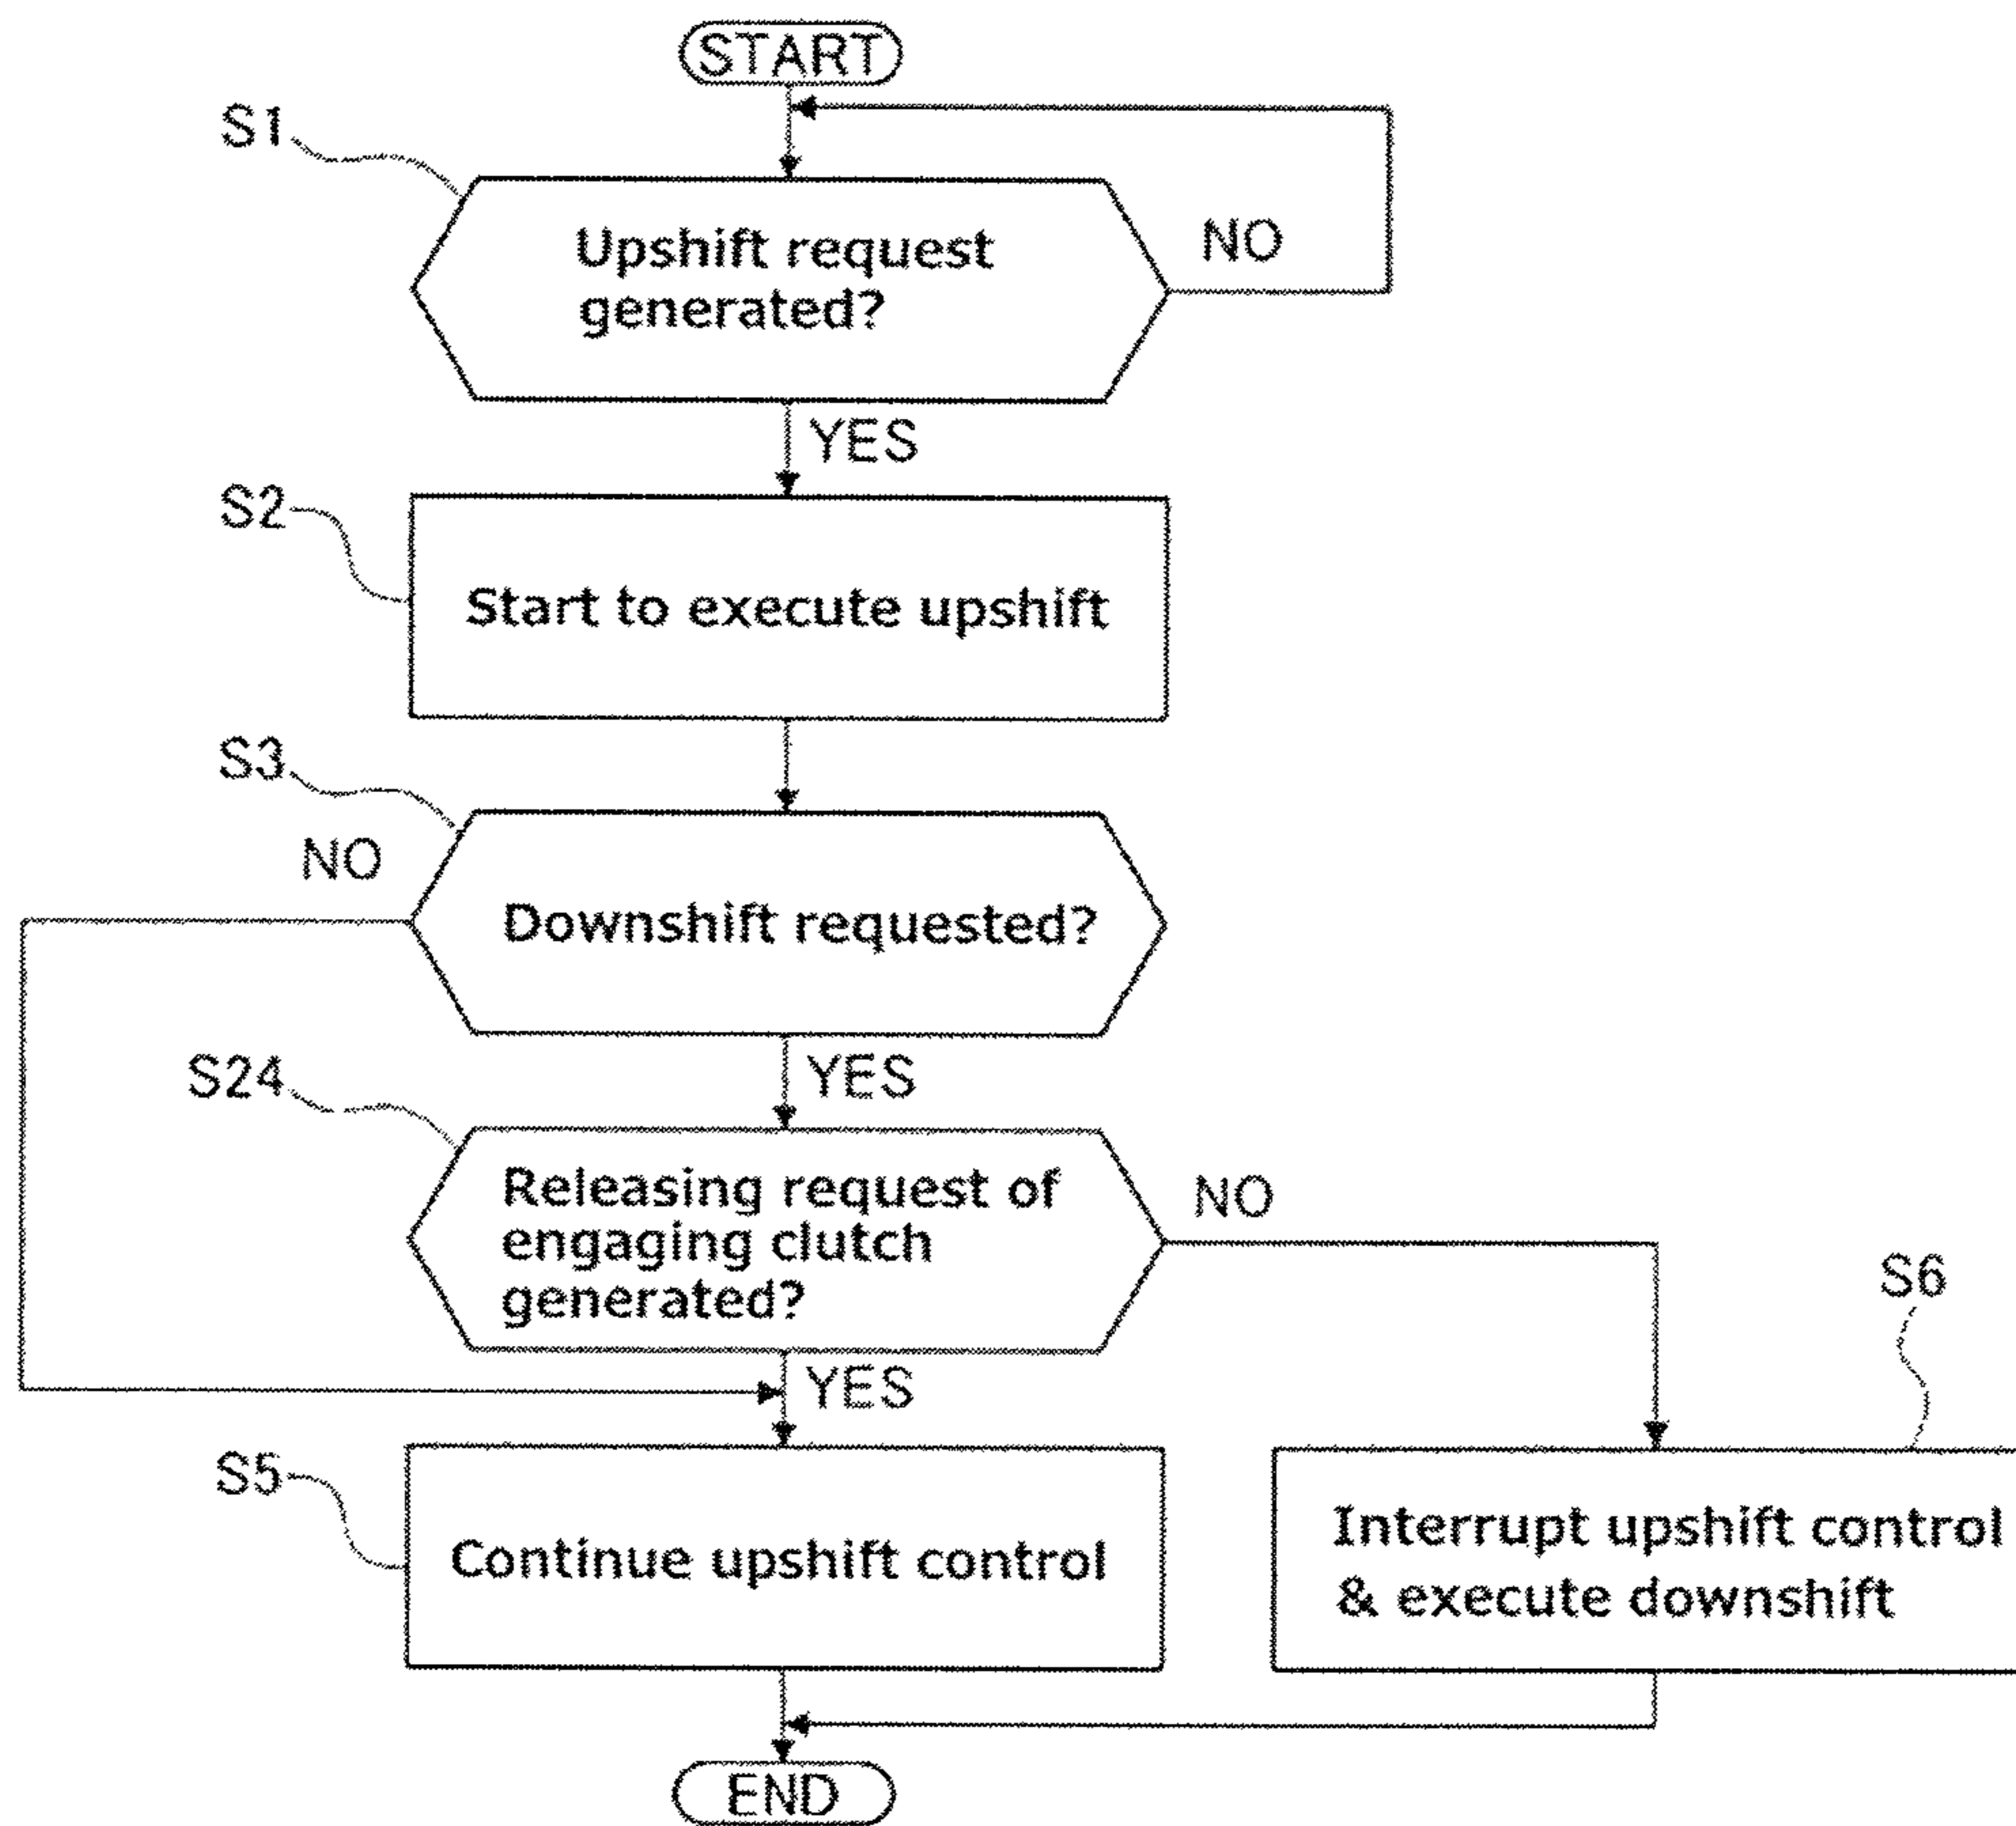 START
S1
Upshift request
generated?
NO
YES
S2
Start to execute upshift
S3
NO
Downshift requested?
YES
S24
Releasing request of
engaging clutch
generated?
NO
S6
YES
S5
Continue upshift control
Interrupt upshift control
& execute downshift
END